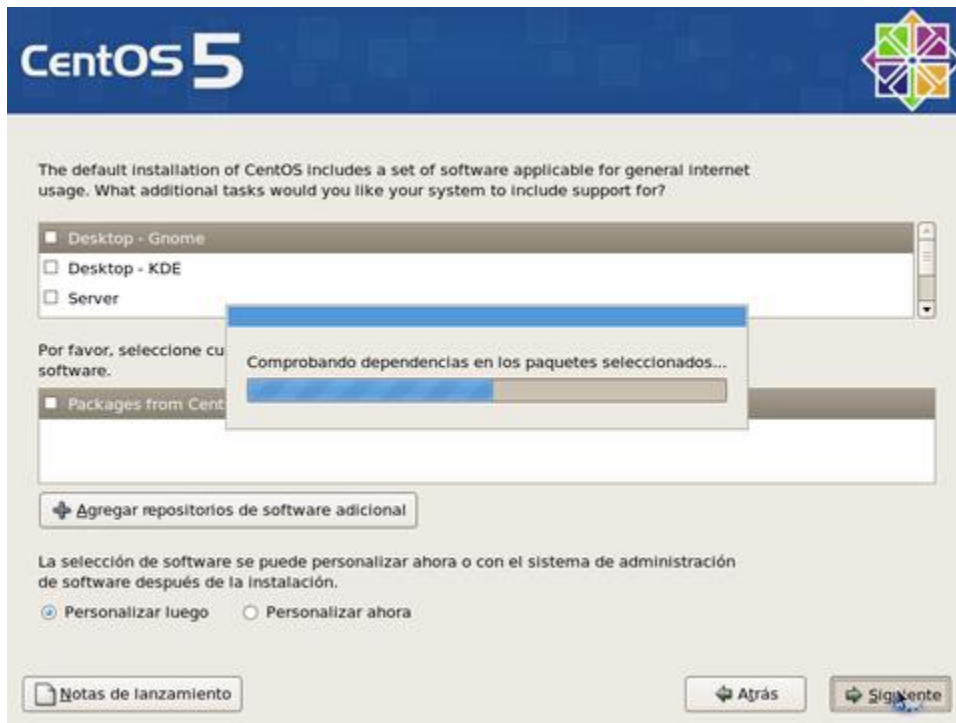 CentOS 5
The default installation of CentOS includes a set of software applicable for general internet
usage. What additional tasks would you like your system to include support for?
Desktop - Gnome
Desktop - KDE
Server
Por favor, seleccione cu
software.
Comprobando dependencias en los paquetes seleccionados...
Packages from Cent
Agregar repositorios de software adicional
La selección de software se puede personalizar ahora o con el sistema de administración
de software después de la instalación.
Personalizar luego Personalizar ahora
Notas de lanzamiento Atrás Siguiente